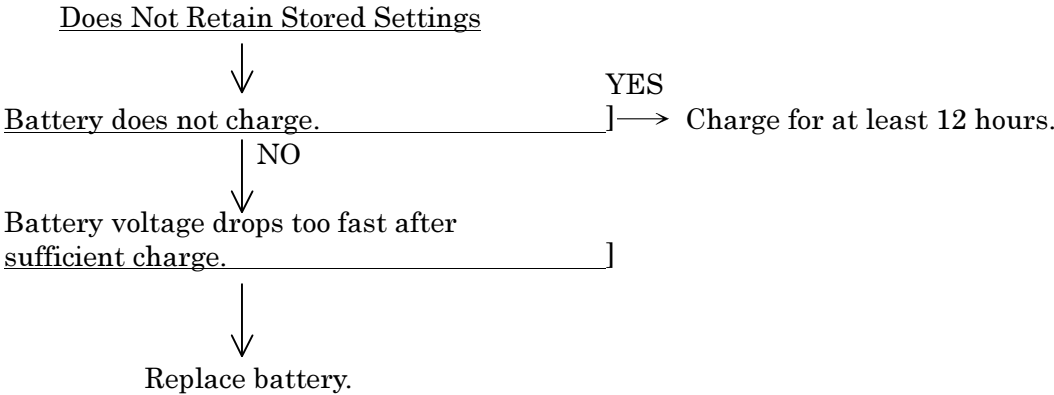 Does Not Retain Stored Settings
YES
Battery does not charge. ] Charge for at least 12 hours.
NO
Battery voltage drops too fast after
sufficient charge. ]
Replace battery.